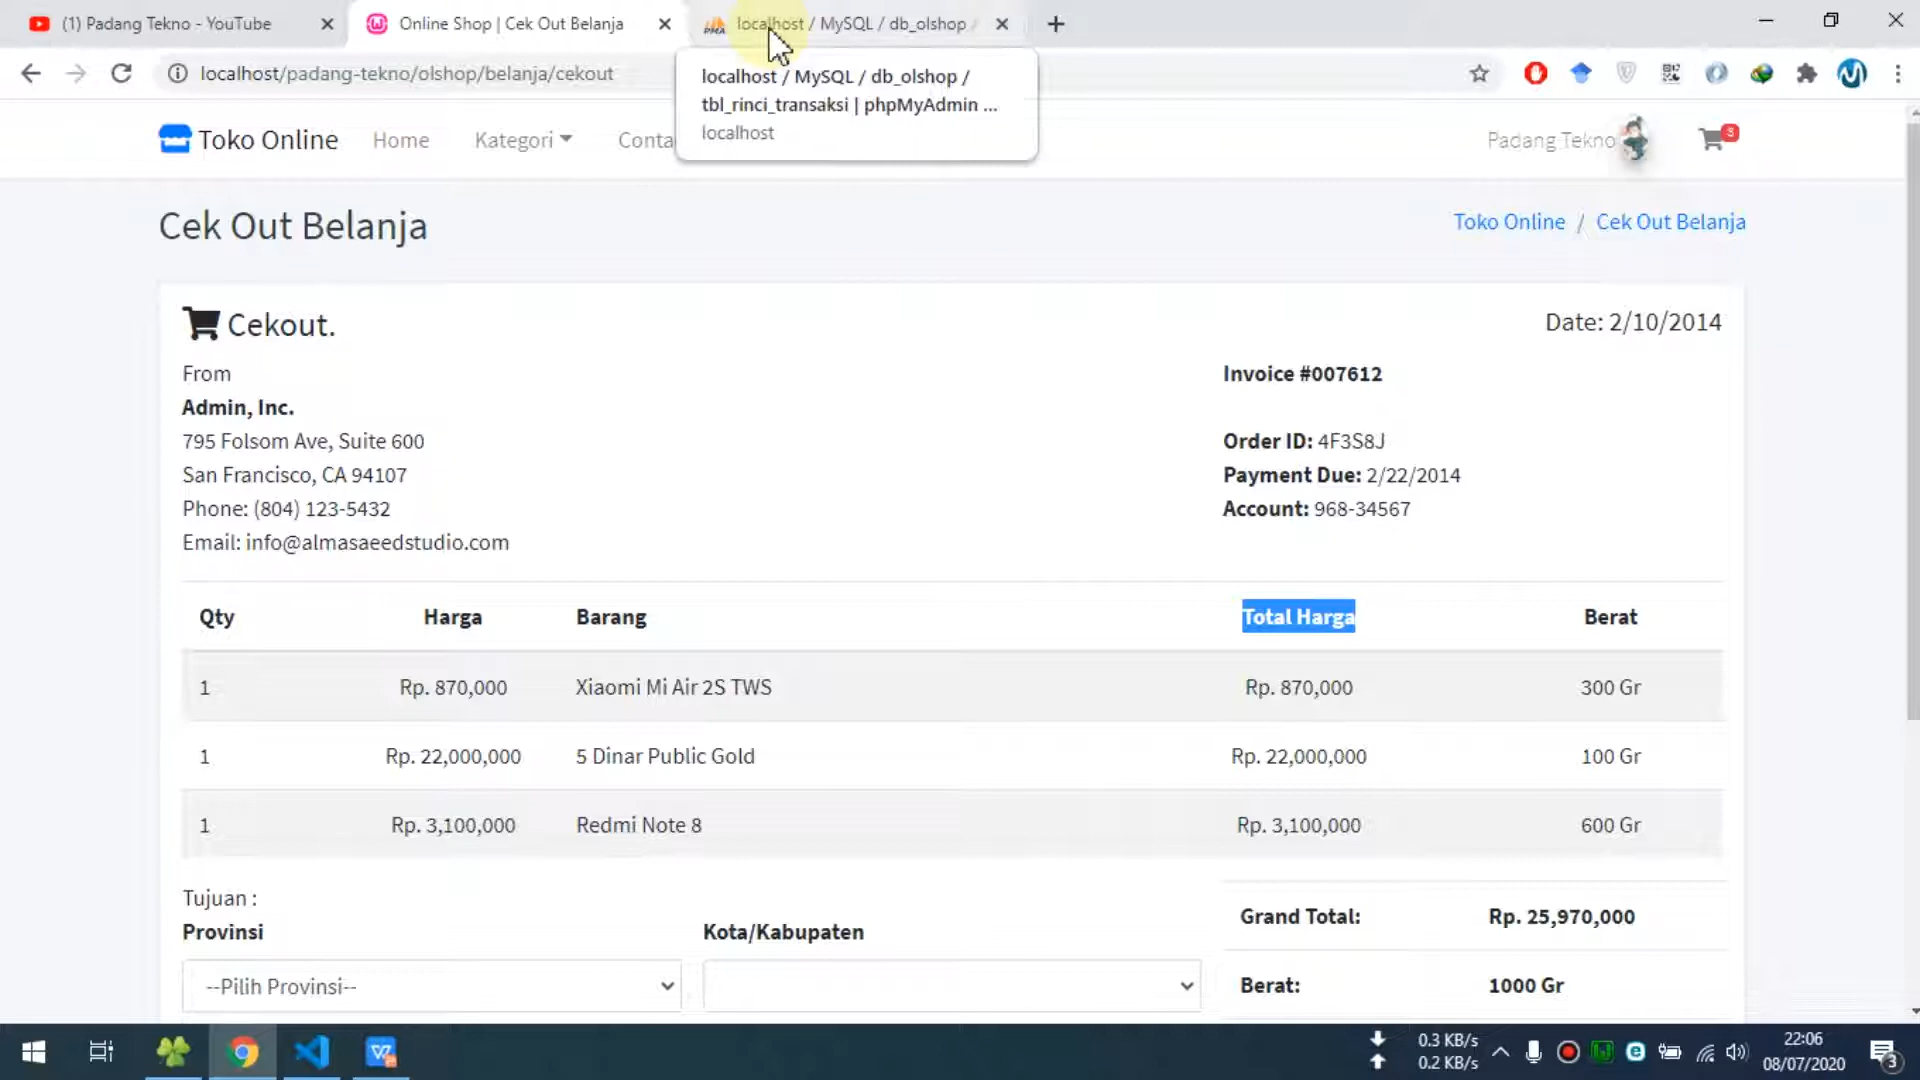 (1) Padang Tekno - YouTube
Online Shop | Cek Out Belanja
localhost / MySQL / db_olshop
localhost/padang-tekno/olshop/belanja/cekout
localhost / MySQL / db_olshop /
tbl_rinci_transaksi | phpMyAdmin ...
localhost
Toko Online
Home
Kategori
Conta
Padang Tekno
3
Cek Out Belanja
Toko Online / Cek Out Belanja
Cekout.
Date: 2/10/2014
From
Admin, Inc.
795 Folsom Ave, Suite 600
San Francisco, CA 94107
Phone: (804) 123-5432
Email: info@almasaeedstudio.com
Invoice #007612
Order ID: 4F3S8J
Payment Due: 2/22/2014
Account: 968-34567
Qty Harga Barang Total Harga Berat
1 Rp. 870,000 Xiaomi Mi Air 2S TWS Rp. 870,000 300 Gr
1 Rp. 22,000,000 5 Dinar Public Gold Rp. 22,000,000 100 Gr
1 Rp. 3,100,000 Redmi Note 8 Rp. 3,100,000 600 Gr
Tujuan :
Provinsi
Kota/Kabupaten
--Pilih Provinsi--
Grand Total: Rp. 25,970,000
Berat: 1000 Gr
0.3 KB/s
0.2 KB/s
22:06
08/07/2020
3